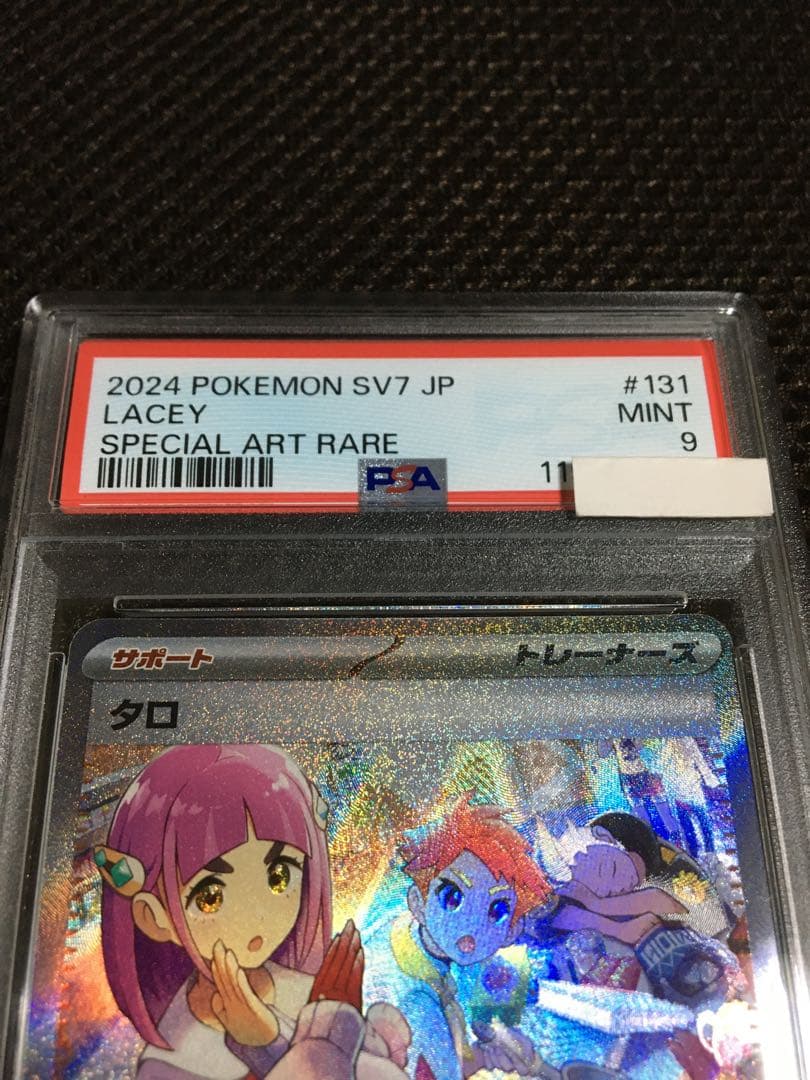 2024 POKEMON SV7 JP #131
LACEY MINT
SPECIAL ART RARE 9
PSA 11
サポート トレーナーズ
タロ